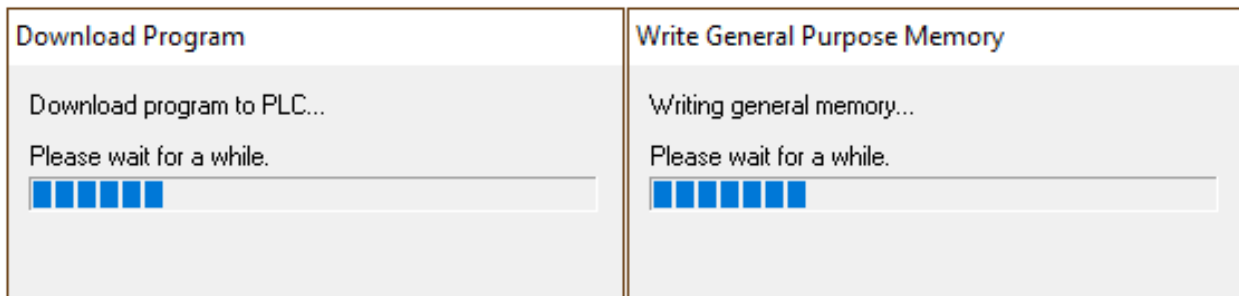 Download Program
Download program to PLC...
Please wait for a while.
Write General Purpose Memory
Writing general memory...
Please wait for a while.